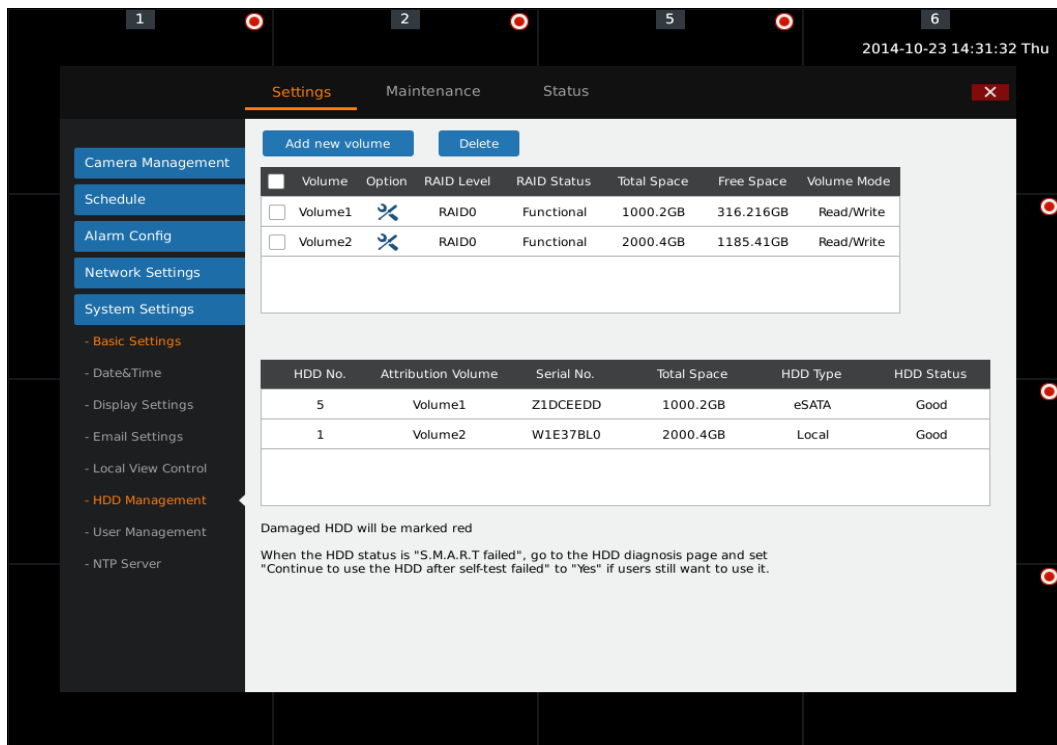 1 2 5 6
2014-10-23 14:31:32 Thu
Settings Maintenance Status
Add new volume Delete
Camera Management
Schedule
Alarm Config
Network Settings
System Settings
- Basic Settings
- Date&Time
- Display Settings
- Email Settings
- Local View Control
- HDD Management
- User Management
- NTP Server
Volume Option RAID Level RAID Status Total Space Free Space Volume Mode
Volume1 RAID0 Functional 1000.2GB 316.216GB Read/Write
Volume2 RAID0 Functional 2000.4GB 1185.41GB Read/Write
HDD No. Attribution Volume Serial No. Total Space HDD Type HDD Status
5 Volume1 Z1DCEEDD 1000.2GB eSATA Good
1 Volume2 W1E37BL0 2000.4GB Local Good
Damaged HDD will be marked red
When the HDD status is "S.M.A.R.T failed", go to the HDD diagnosis page and set
"Continue to use the HDD after self-test failed" to "Yes" if users still want to use it.